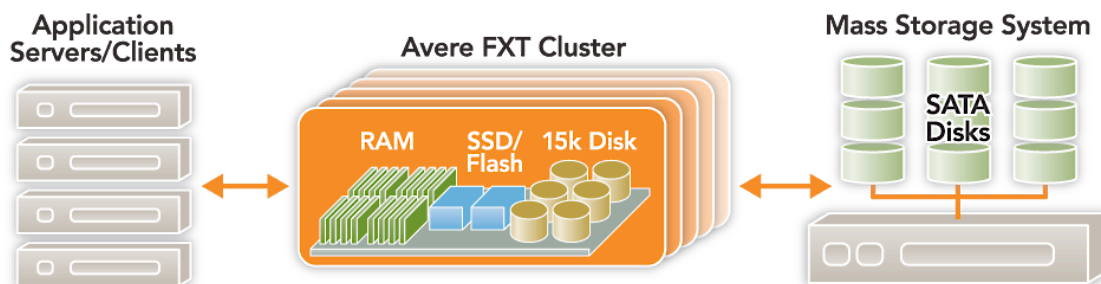 Application
Servers/Clients
Avere FXT Cluster
RAM
SSD/
Flash
15k Disk
Mass Storage System
SATA
Disks